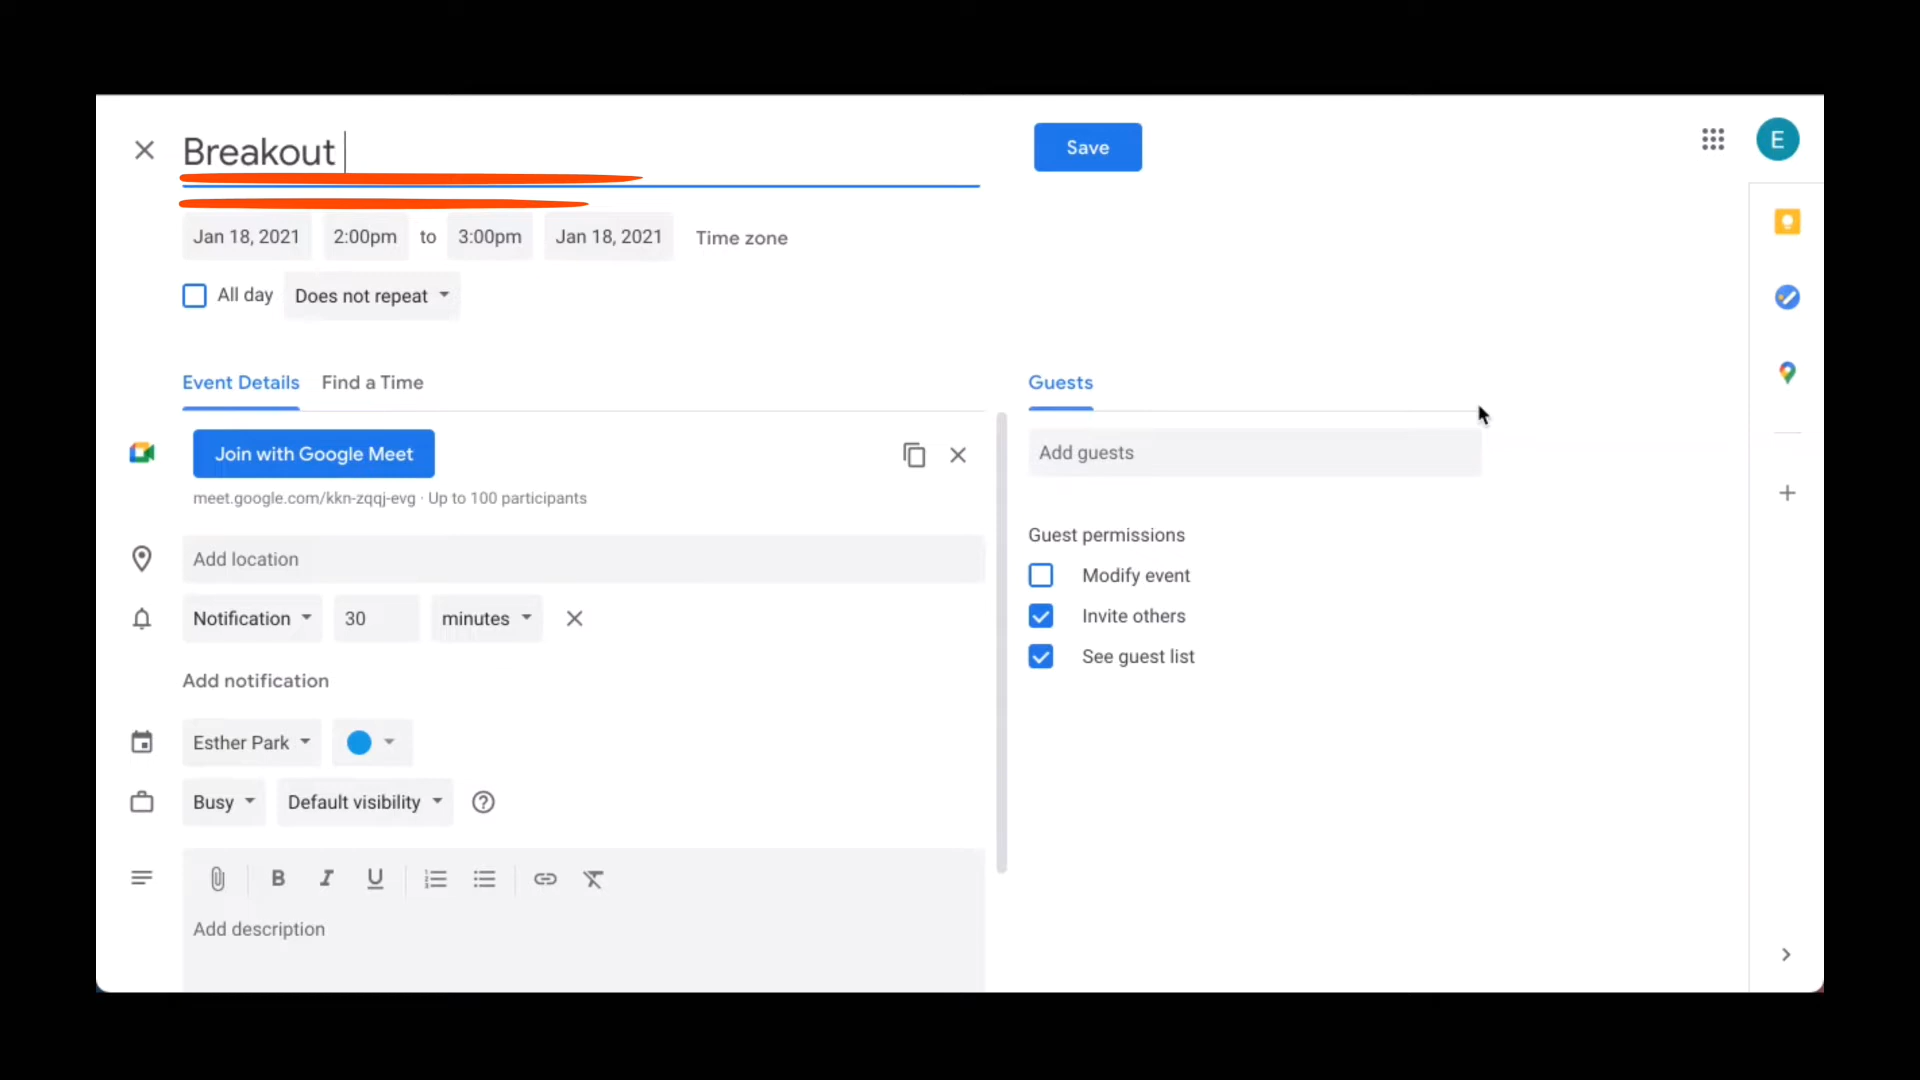 Breakout
Save
E
Jan 18, 2021 2:00pm to 3:00pm Jan 18, 2021 Time zone
All day Does not repeat
Event Details Find a Time
Guests
Join with Google Meet
Add guests
meet.google.com/kkn-zqqj-evg · Up to 100 participants
Guest permissions
Add location
Modify event
Notification 30 minutes
Invite others
See guest list
Add notification
Esther Park
Busy Default visibility
B I U
Add description